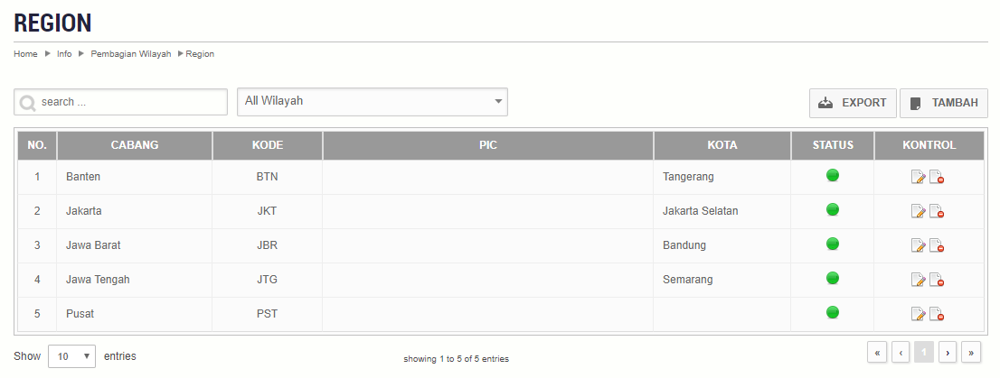 REGION
Home Info Pembagian Wilayah Region
search ... All Wilayah EXPORT TAMBAH
NO. CABANG KODE PIC KOTA STATUS KONTROL
1 Banten BTN Tangerang
2 Jakarta JKT Jakarta Selatan
3 Jawa Barat JBR Bandung
4 Jawa Tengah JTG Semarang
5 Pusat PST
Show 10 entries showing 1 to 5 of 5 entries « ‹ 1 › »